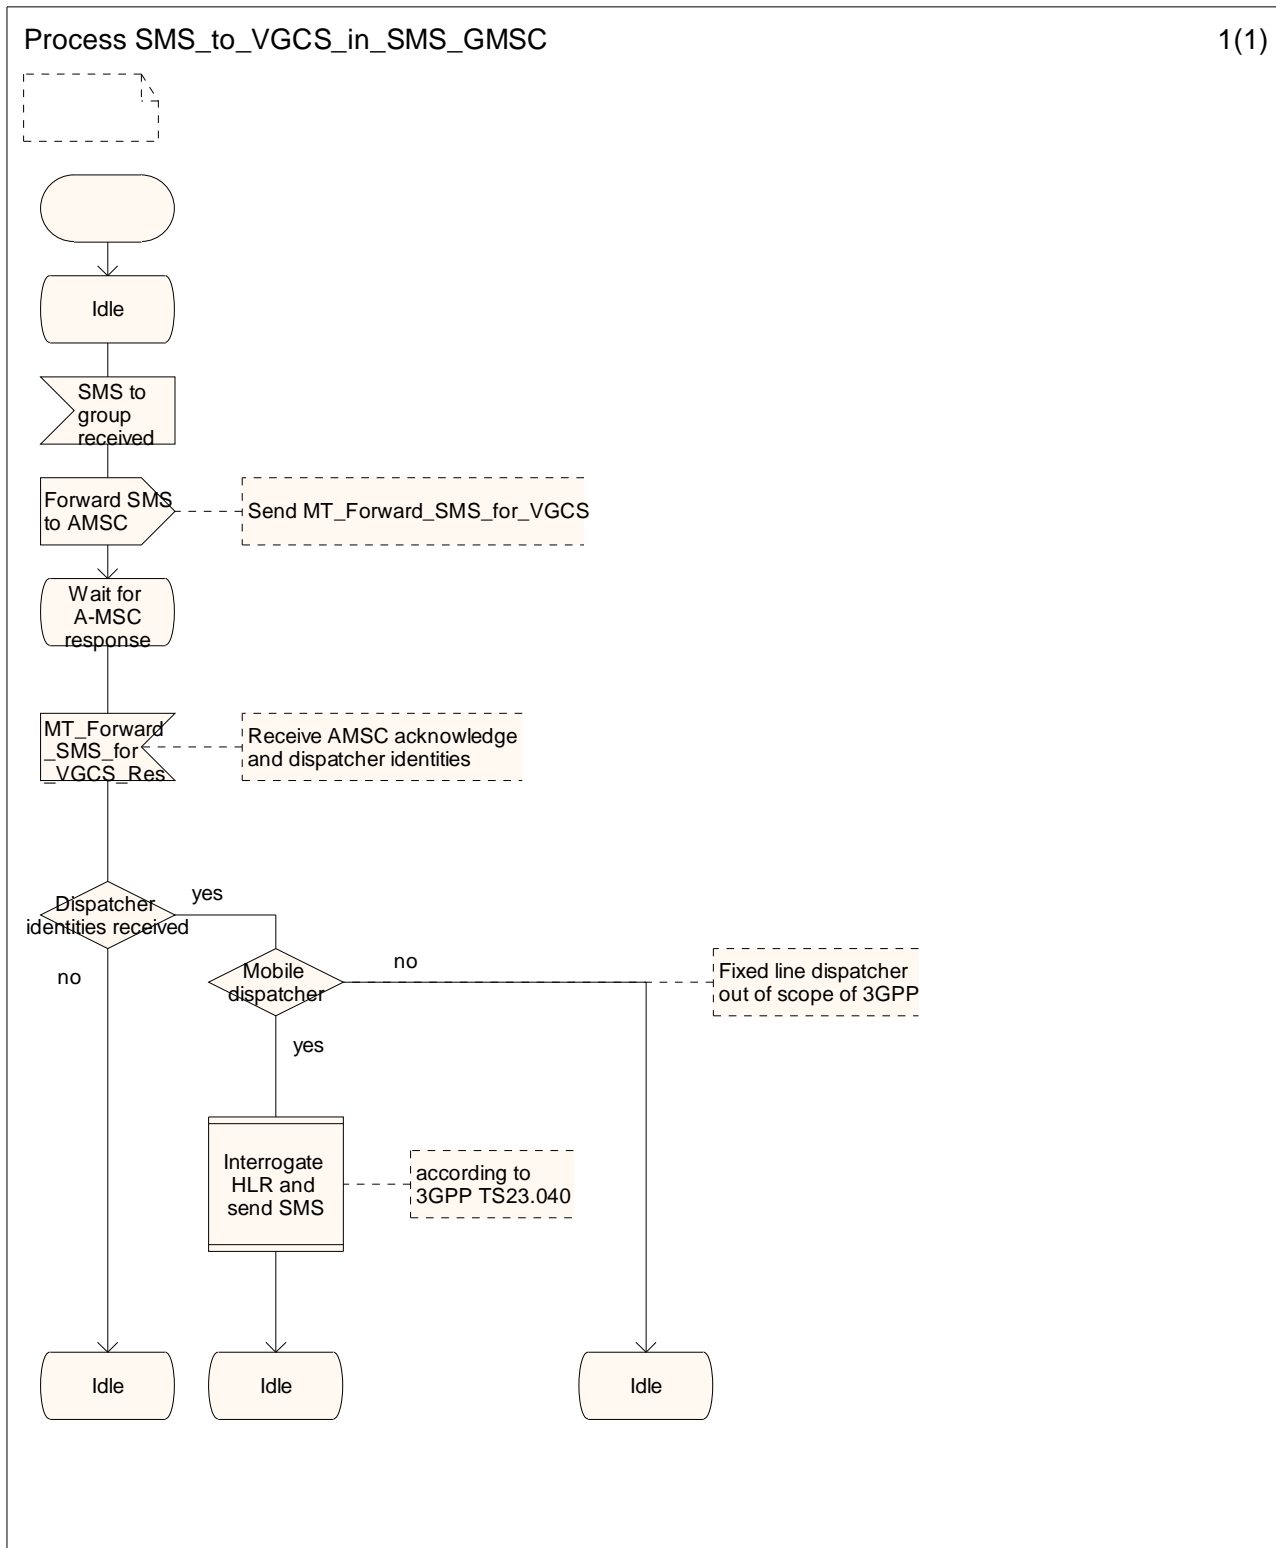 Process SMS_to_VGCS_in_SMS_GMSC
1(1)
Idle
SMS to
group
received
Forward SMS
to AMSC
Send MT_Forward_SMS_for_VGCS
Wait for
A-MSC
response
MT_Forward
_SMS_for
_VGCS_Res
Receive AMSC acknowledge
and dispatcher identities
Dispatcher
identities received
yes
no
Mobile
dispatcher
no
Fixed line dispatcher
out of scope of 3GPP
yes
Interrogate
HLR and
send SMS
according to
3GPP TS23.040
Idle
Idle
Idle